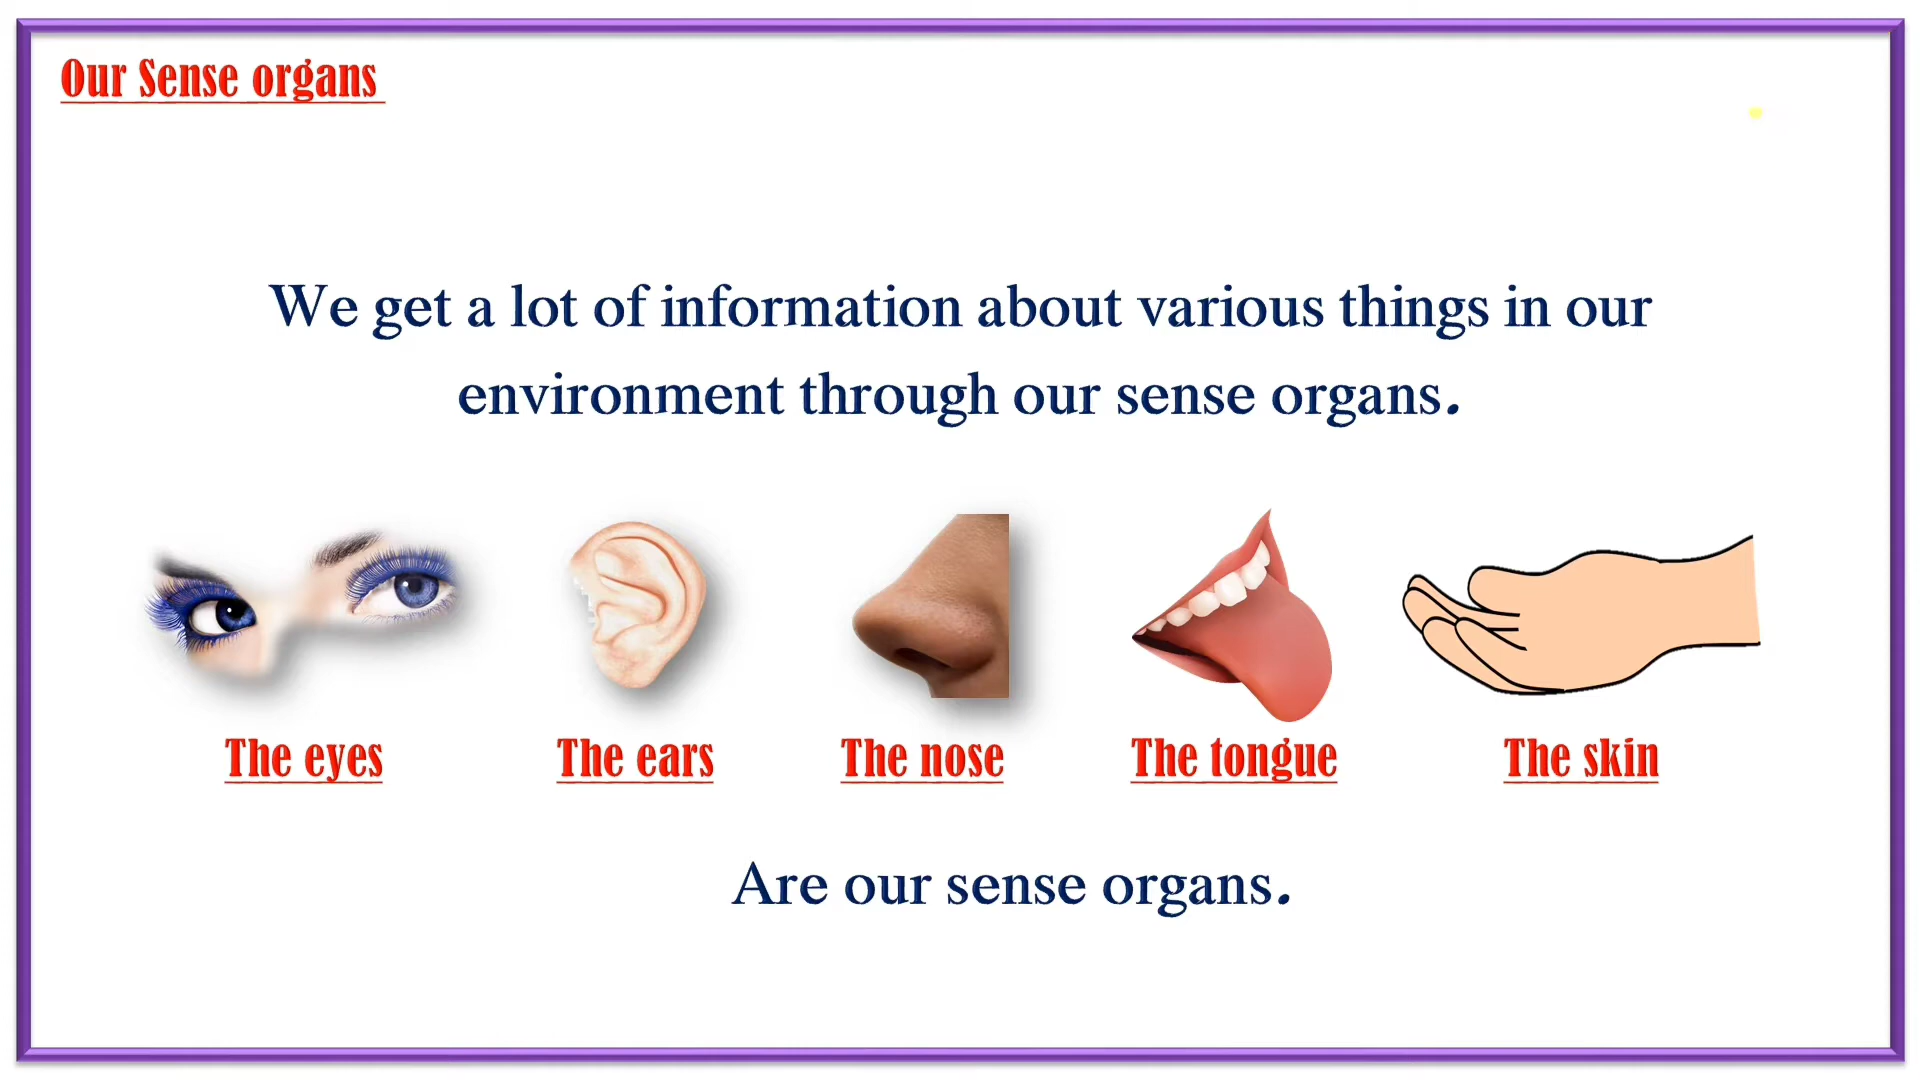 Our Sense organs
We get a lot of information about various things in our
environment through our sense organs.
The eyes
The ears
The nose
The tongue
The skin
Are our sense organs.